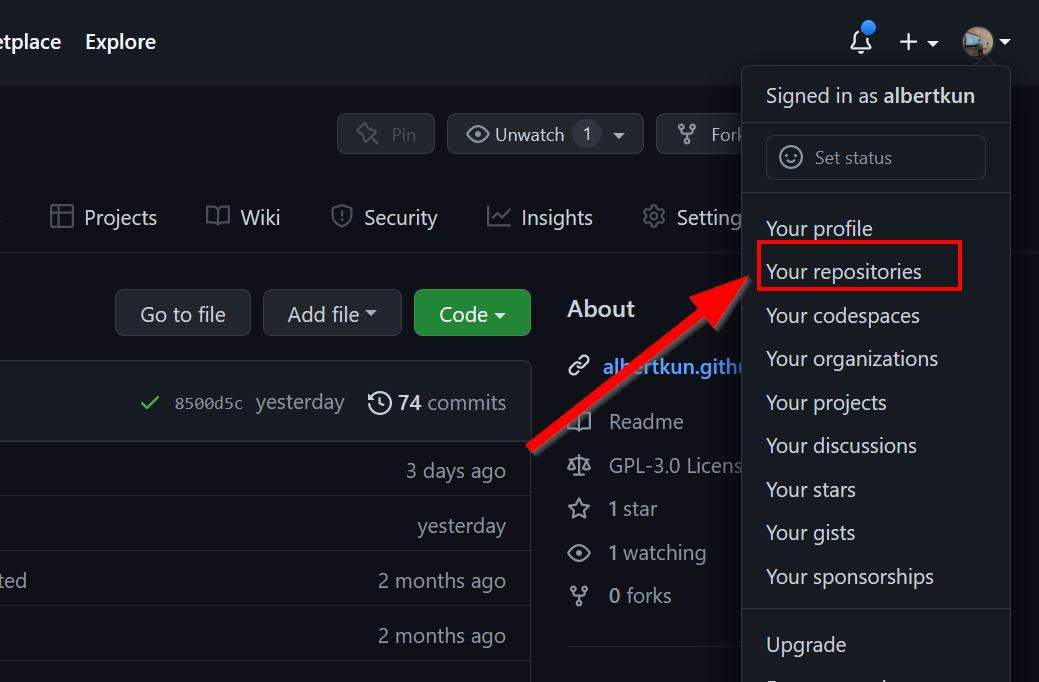 etplace Explore
Signed in as albertkun
Pin
Unwatch 1
Fork
Set status
Projects
Wiki
Security
Insights
Setting
Your profile
Your repositories
Your codespaces
Your organizations
Your projects
Your discussions
Your stars
Your gists
Your sponsorships
Upgrade
Go to file
Add file
Code
About
albertkun.githu
8500d5c yesterday 74 commits
Readme
3 days ago
GPL-3.0 Licens
1 star
yesterday
1 watching
ted
2 months ago
0 forks
2 months ago